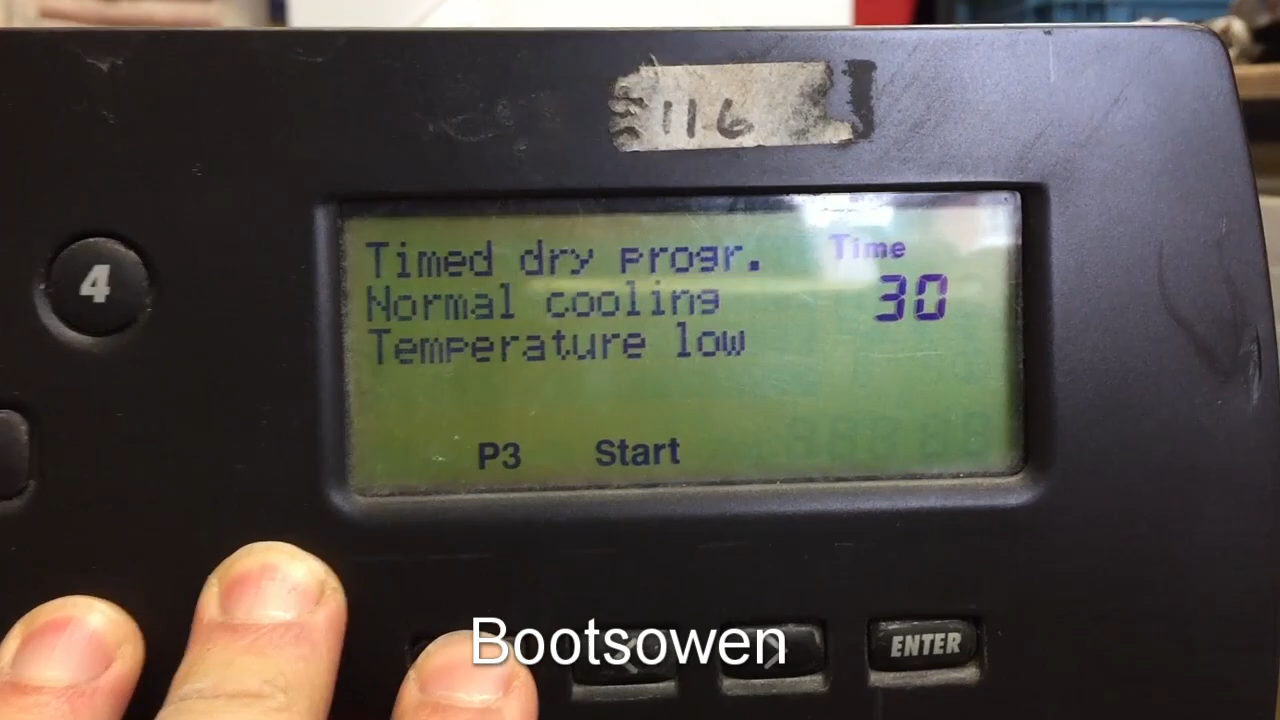 116
4
Timed dry progr.
Time
Normal cooling
30
Temperature low
P3 Start
Bootsowen
< >
ENTER